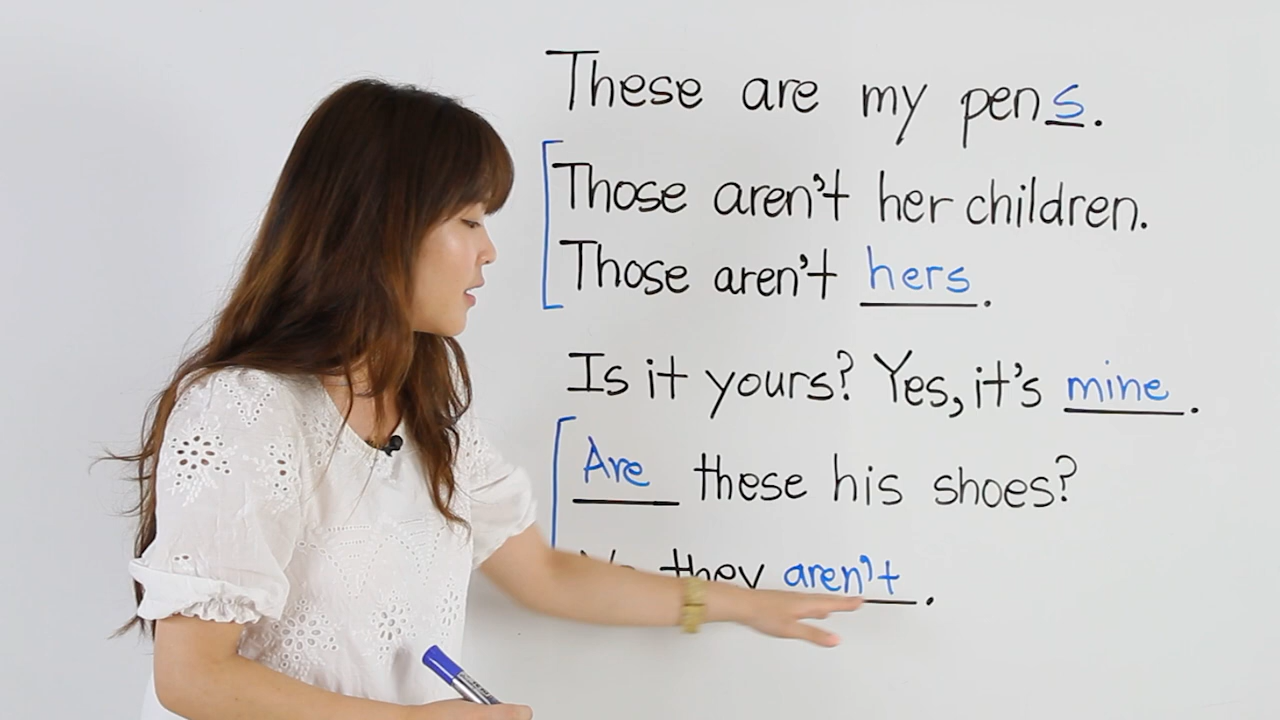 These are my pens.
Those aren't her children.
Those aren't hers.
Is it yours? Yes, it's mine.
Are these his shoes?
they aren't.